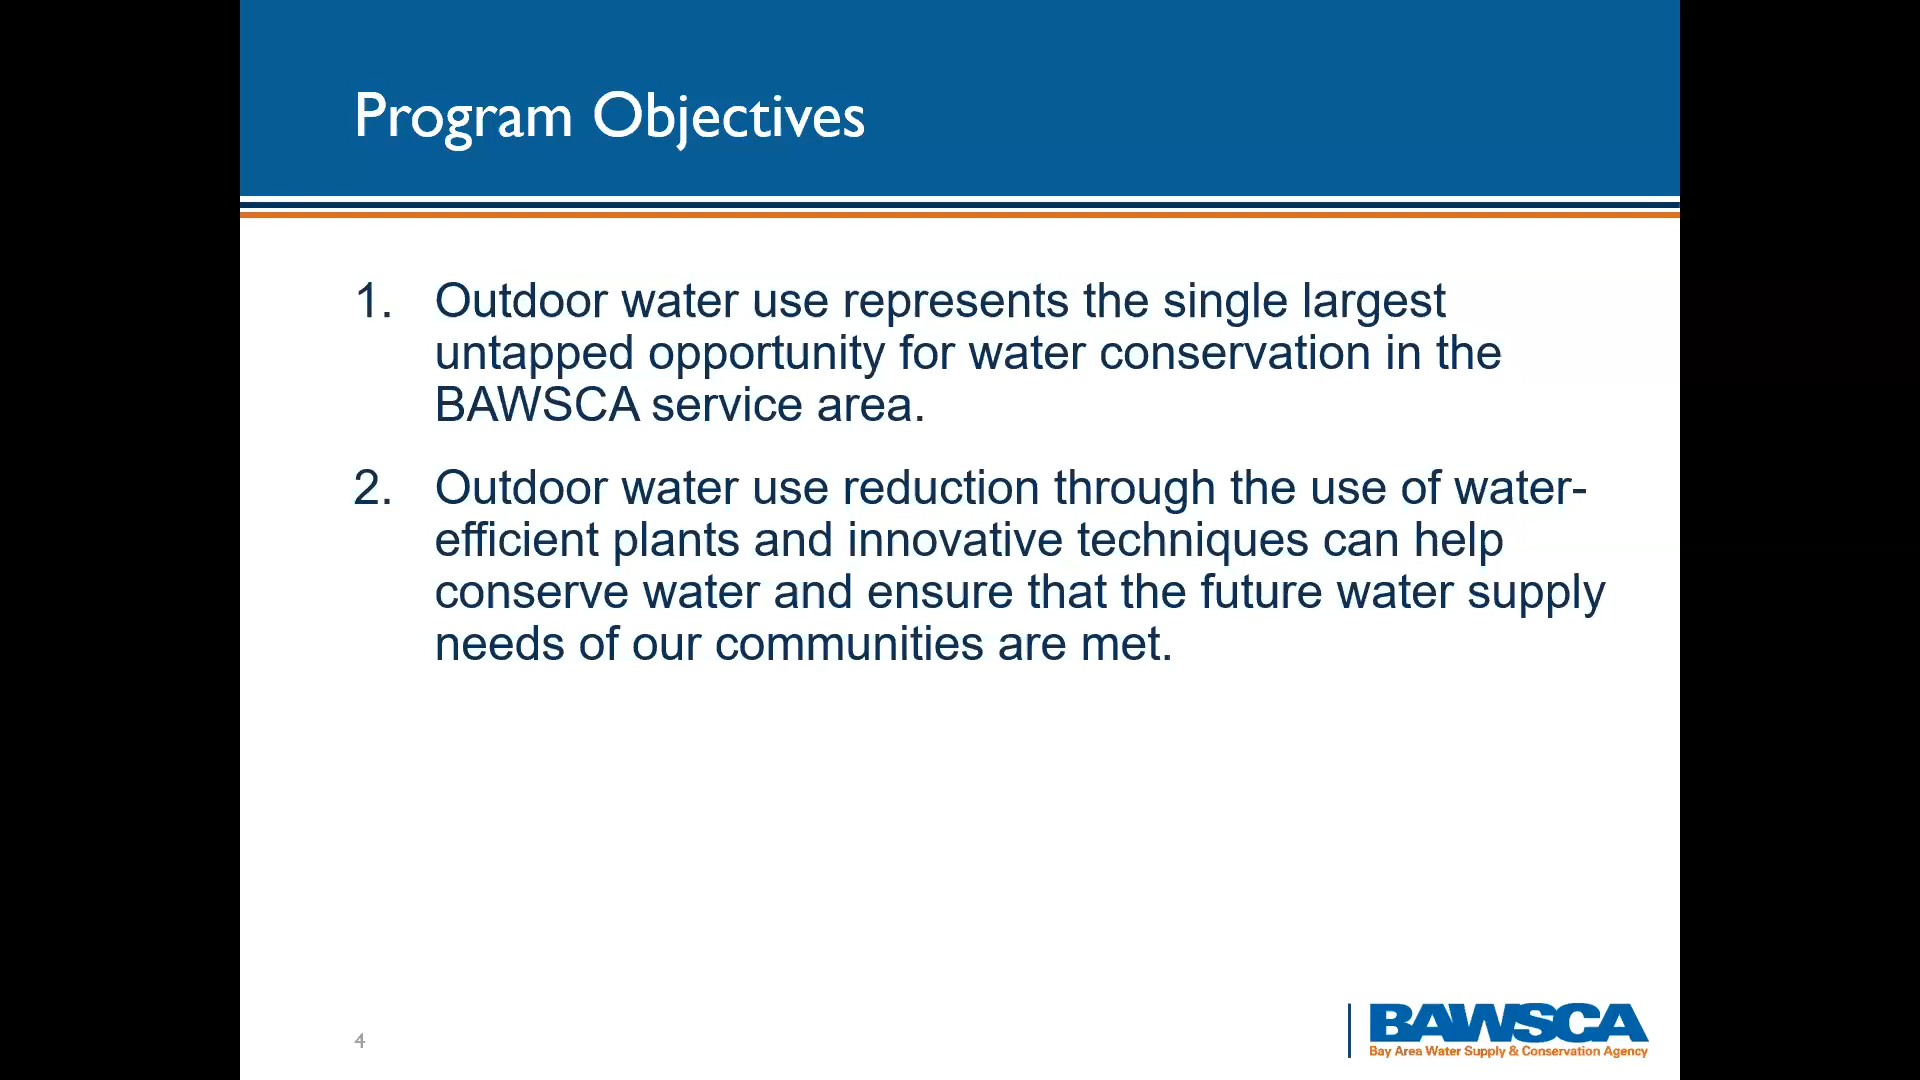 Program Objectives
1. Outdoor water use represents the single largest
untapped opportunity for water conservation in the
BAWSCA service area.
2. Outdoor water use reduction through the use of water-
efficient plants and innovative techniques can help
conserve water and ensure that the future water supply
needs of our communities are met.
4
BAWSCA
Bay Area Water Supply & Conservation Agency